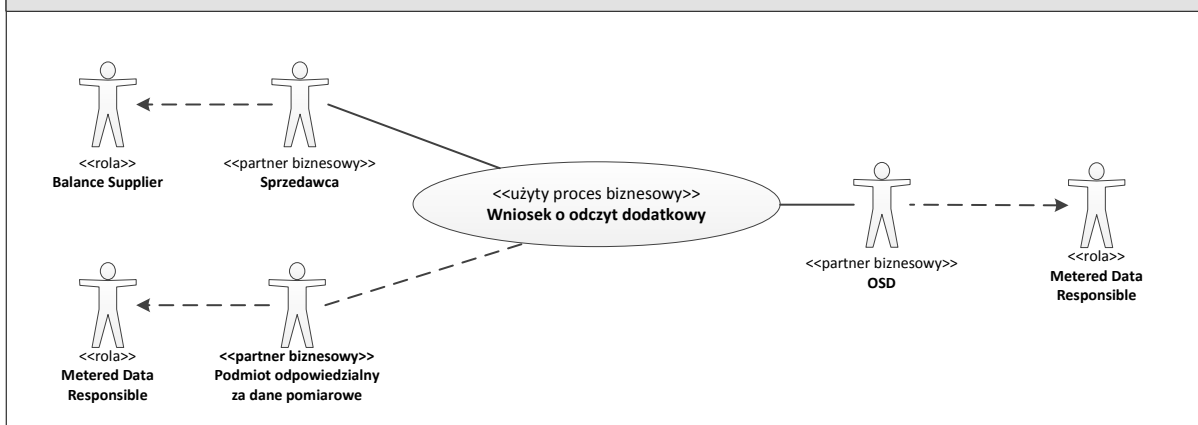 <<rola>>
Balance Supplier
<<partner biznesowy>>
Sprzedawca
<<użyty proces biznesowy>>
Wniosek o odczyt dodatkowy
<<partner biznesowy>>
OSD
<<rola>>
Metered Data
Responsible
<<rola>>
Metered Data
Responsible
<<partner biznesowy>>
Podmiot odpowiedzialny
za dane pomiarowe